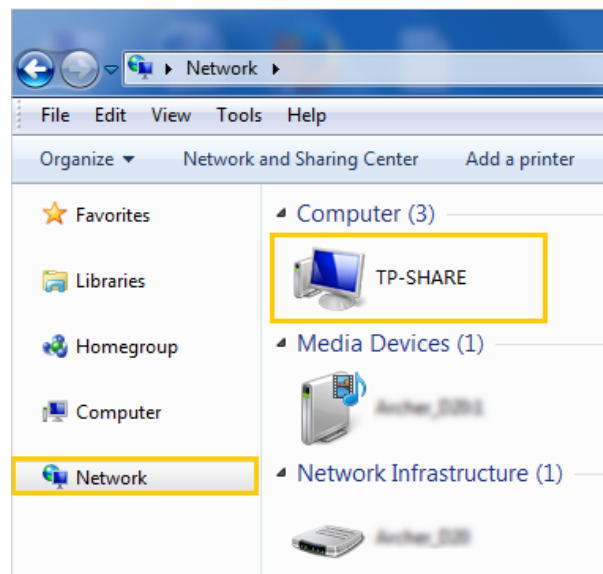 Network
File Edit View Tools Help
Organize Network and Sharing Center Add a printer
Favorites
Libraries
Homegroup
Computer
Network
Computer (3)
TP-SHARE
Media Devices (1)
Network Infrastructure (1)